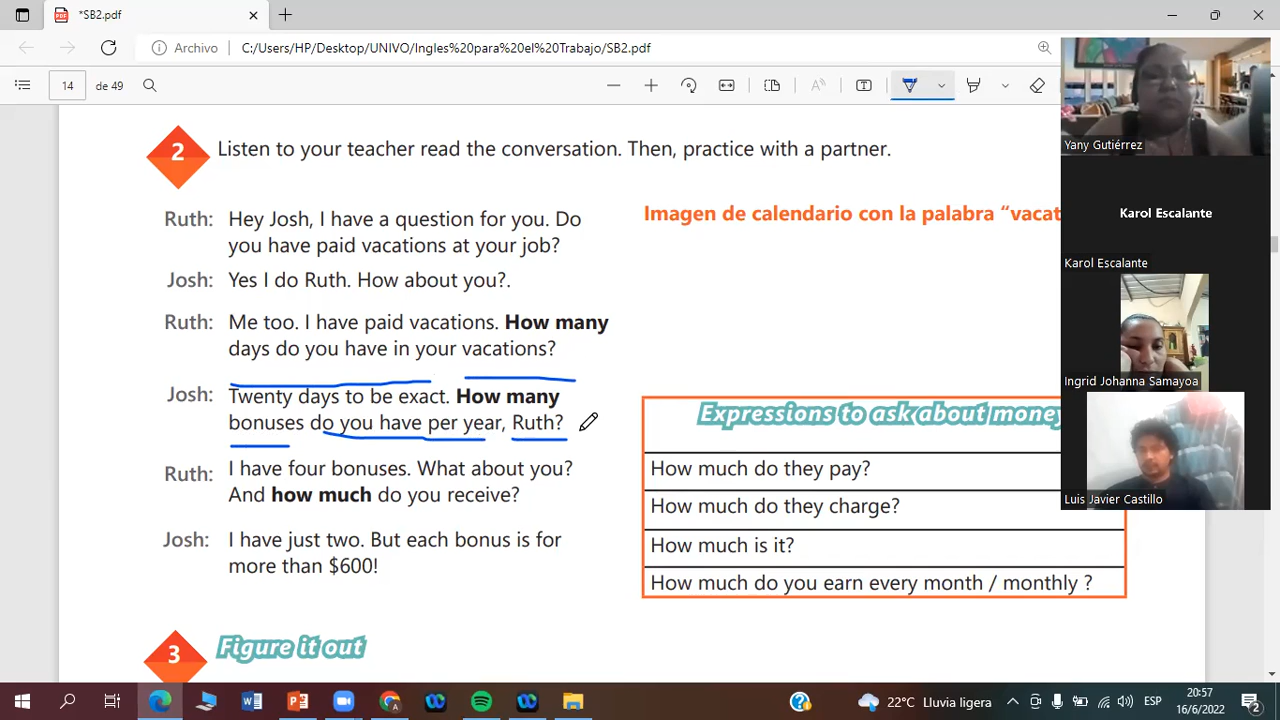 *SB2.pdf
Archivo
C:/Users/HP/Desktop/UNIVO/Ingles%20para%20el%20Trabajo/SB2.pdf
14
de 49
2
Listen to your teacher read the conversation. Then, practice with a partner.
Ruth: Hey Josh, I have a question for you. Do
you have paid vacations at your job?
Josh: Yes I do Ruth. How about you?.
Ruth: Me too. I have paid vacations. How many
days do you have in your vacations?
Josh: Twenty days to be exact. How many
bonuses do you have per year, Ruth?
Ruth: I have four bonuses. What about you?
And how much do you receive?
Josh: I have just two. But each bonus is for
more than $600!
Imagen de calendario con la palabra “vacat
Expressions to ask about money
How much do they pay?
How much do they charge?
How much is it?
How much do you earn every month / monthly ?
3
Figure it out
Yany Gutiérrez
Karol Escalante
Karol Escalante
Ingrid Johanna Samayoa
Luis Javier Castillo
22°C Lluvia ligera
ESP
20:57
16/6/2022
2